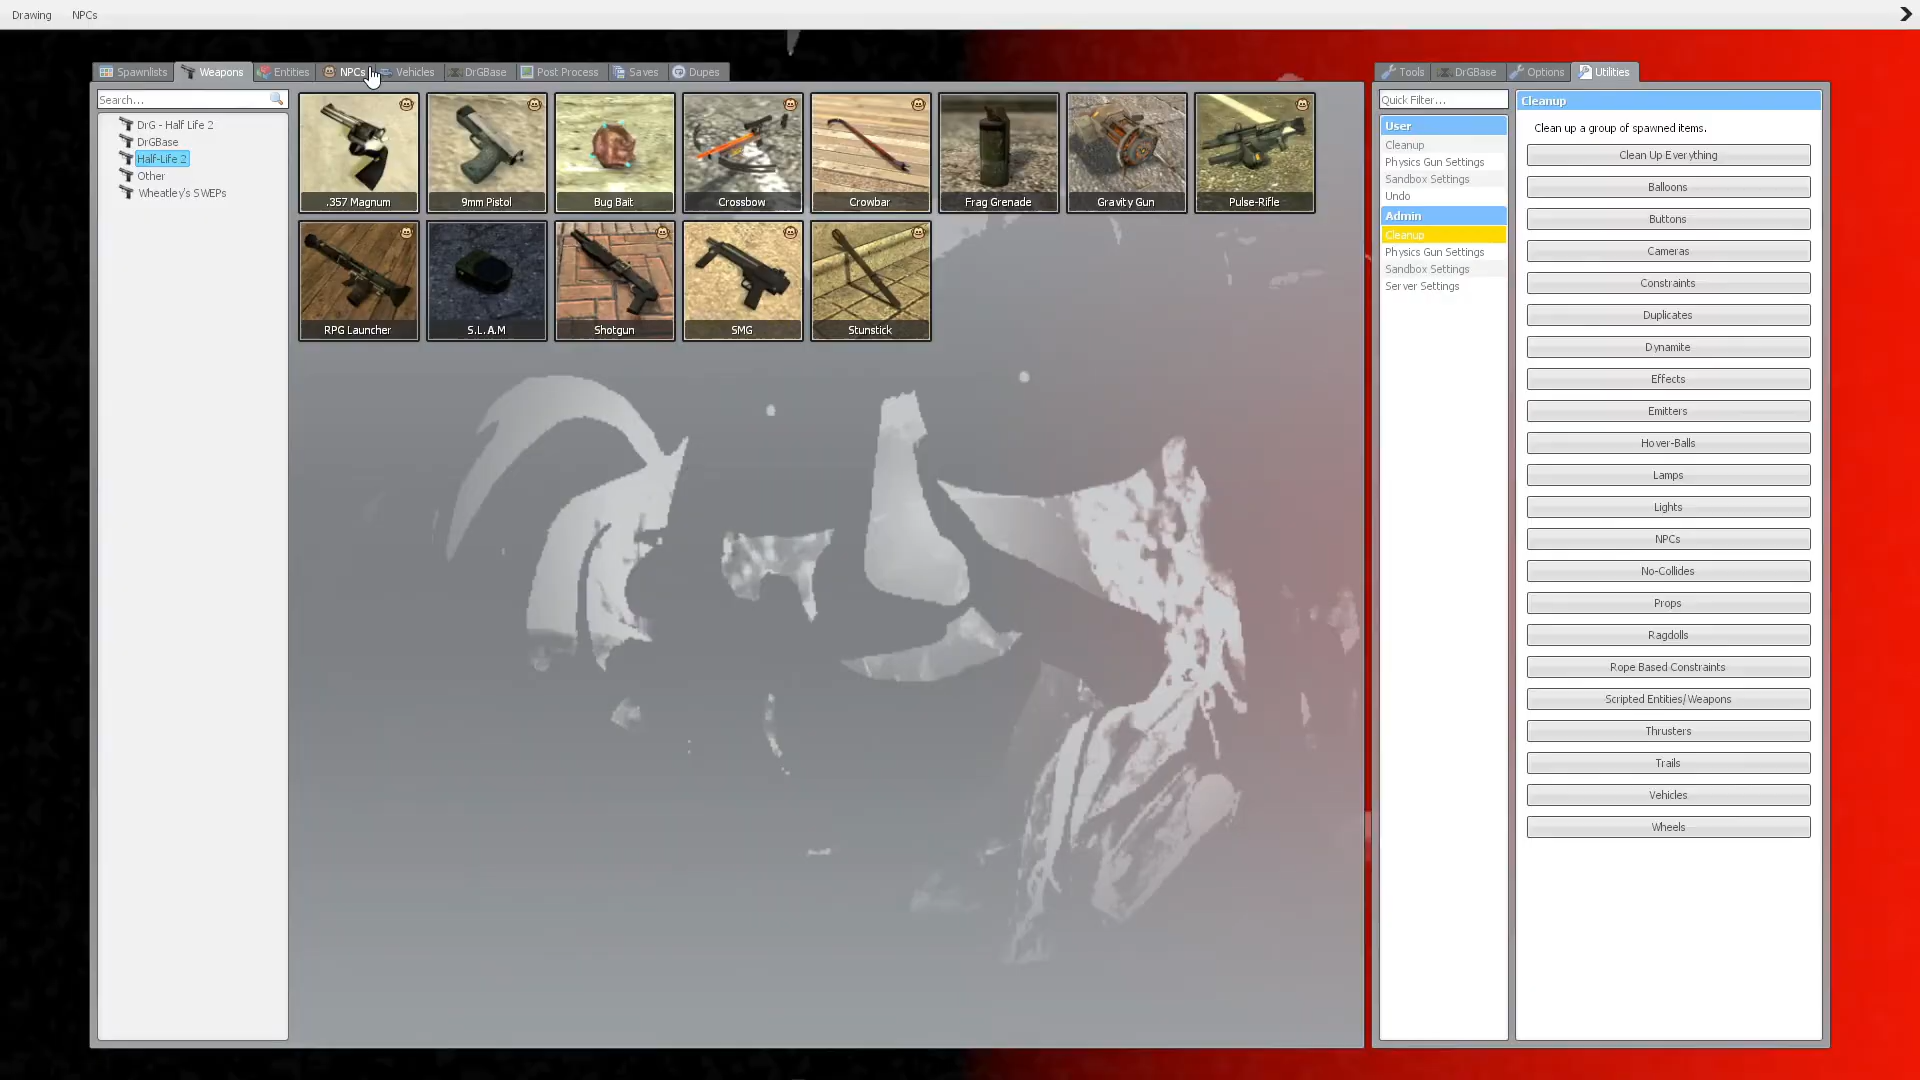 Drawing NPCs
Spawnlists Weapons Entities NPCs Vehicles DrGBase Post Process Saves Dupes
Search...
DrG - Half Life 2
DrGBase
Half-Life 2
Other
Wheatley's SWEPs
.357 Magnum 9mm Pistol Bug Bait Crossbow Crowbar Frag Grenade Gravity Gun Pulse-Rifle
RPG Launcher S.L.A.M Shotgun SMG Stunstick
Tools DrGBase Options Utilities
Quick Filter...
User
Cleanup
Physics Gun Settings
Sandbox Settings
Undo
Admin
Cleanup
Physics Gun Settings
Sandbox Settings
Server Settings
Cleanup
Clean up a group of spawned items.
Clean Up Everything
Balloons
Buttons
Cameras
Constraints
Duplicates
Dynamite
Effects
Emitters
Hover-Balls
Lamps
Lights
NPCs
No-Collides
Props
Ragdolls
Rope Based Constraints
Scripted Entities/Weapons
Thrusters
Trails
Vehicles
Wheels